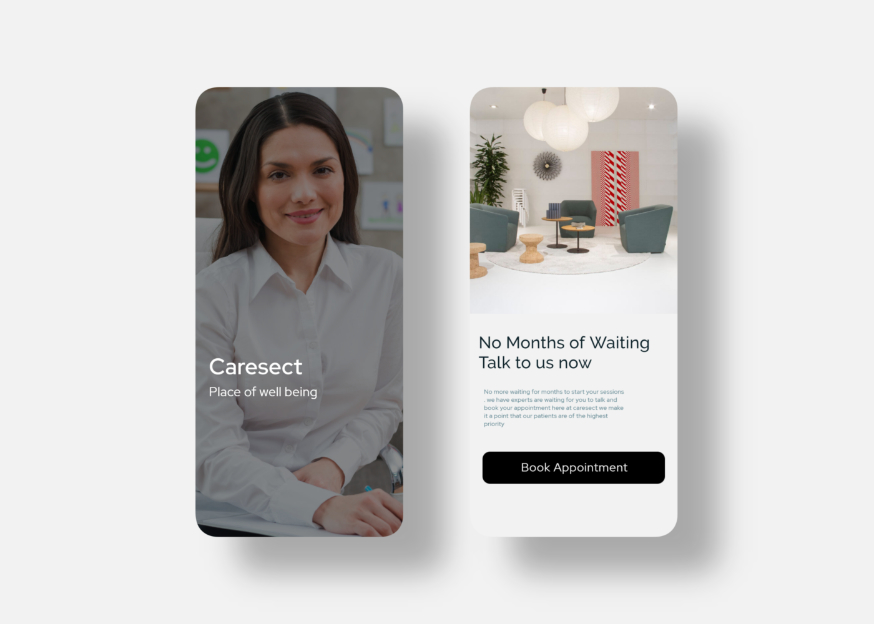 Caresect
Place of well being
No Months of Waiting
Talk to us now
No more waiting for months to start your sessions
. we have experts are waiting for you to talk and
book your appointment here at caresect we make
it a point that our patients are of the highest
priority
Book Appointment